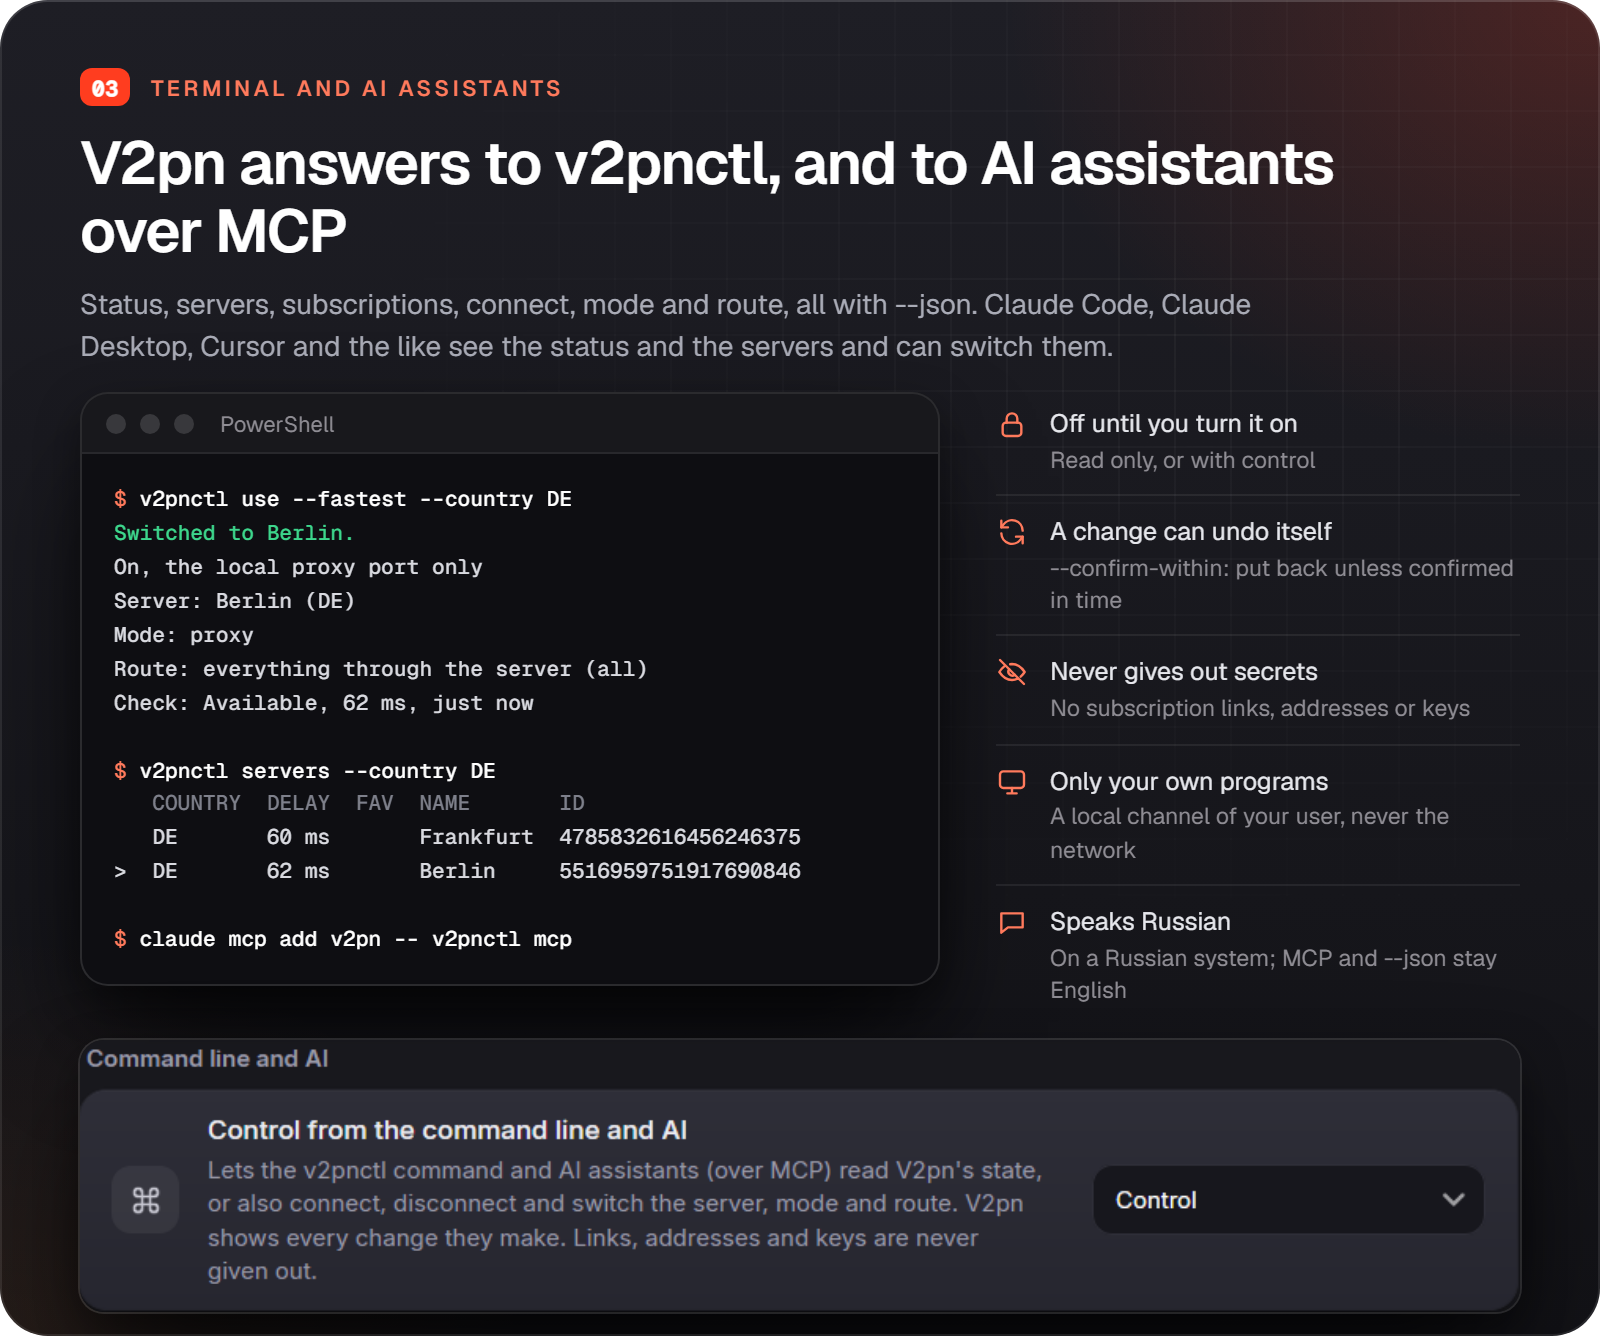 03 TERMINAL AND AI ASSISTANTS
V2pn answers to v2pnctl, and to AI assistants
over MCP
Status, servers, subscriptions, connect, mode and route, all with --json. Claude Code, Claude
Desktop, Cursor and the like see the status and the servers and can switch them.
PowerShell
$ v2pnctl use --fastest --country DE
Switched to Berlin.
On, the local proxy port only
Server: Berlin (DE)
Mode: proxy
Route: everything through the server (all)
Check: Available, 62 ms, just now
$ v2pnctl servers --country DE
COUNTRY DELAY FAV NAME ID
DE 60 ms Frankfurt 4785832616456246375
> DE 62 ms Berlin 5516959751917690846
$ claude mcp add v2pn -- v2pnctl mcp
Off until you turn it on
Read only, or with control
A change can undo itself
--confirm-within: put back unless confirmed
in time
Never gives out secrets
No subscription links, addresses or keys
Only your own programs
A local channel of your user, never the
network
Speaks Russian
On a Russian system; MCP and --json stay
English
Command line and AI
Control from the command line and AI
Lets the v2pnctl command and AI assistants (over MCP) read V2pn's state,
or also connect, disconnect and switch the server, mode and route. V2pn
shows every change they make. Links, addresses and keys are never
given out.
Control